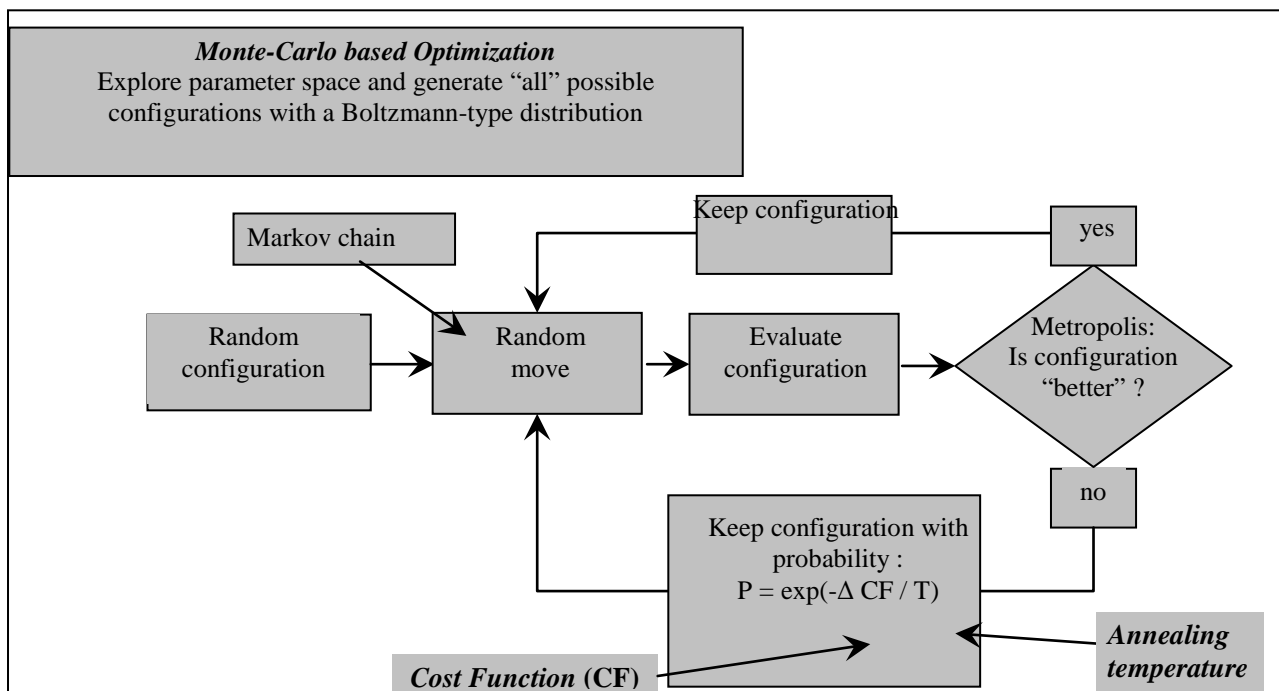 Monte-Carlo based Optimization
Explore parameter space and generate “all” possible
configurations with a Boltzmann-type distribution
Keep configuration
yes
Markov chain
Random
configuration
Random
move
Evaluate
configuration
Metropolis:
Is configuration
“better” ?
no
Keep configuration with
probability :
P = exp(-Δ CF / T)
Annealing
temperature
Cost Function (CF)